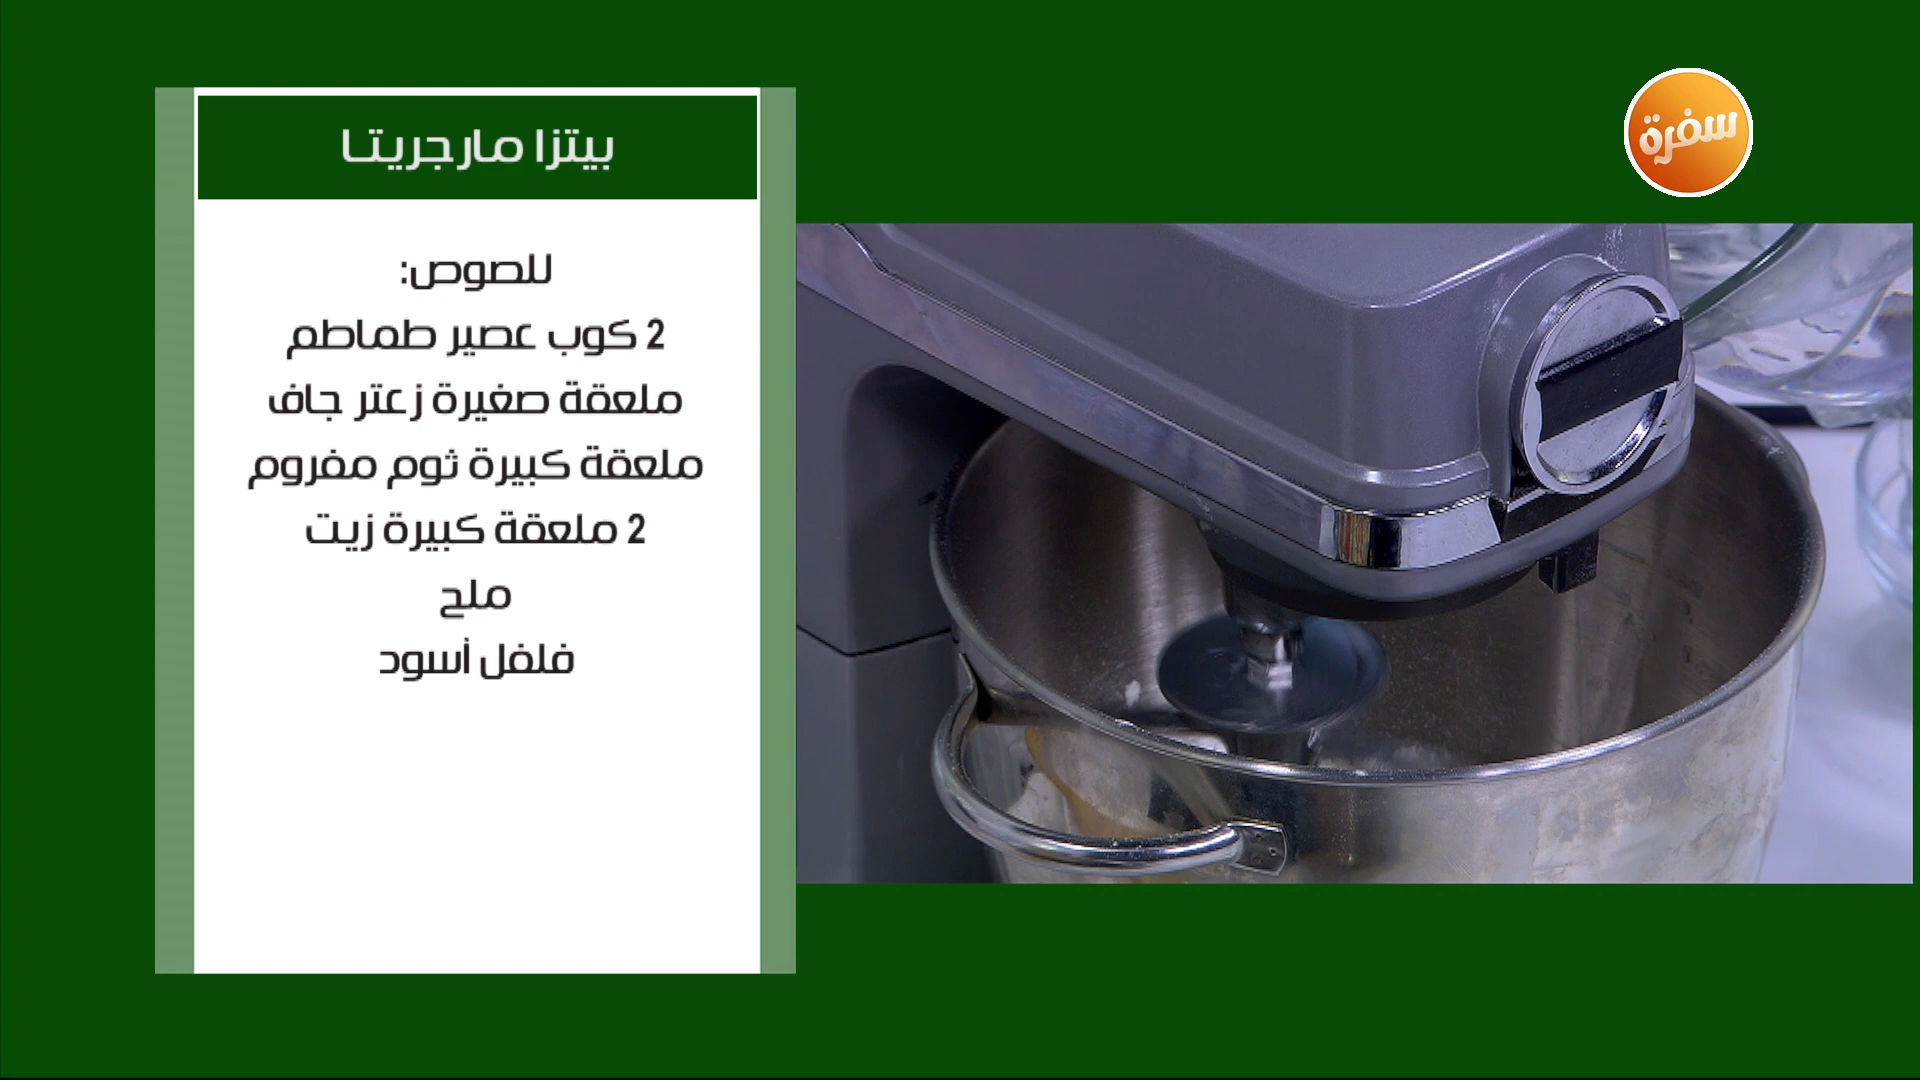 بيتزا مارجريتا
سفرة
للصوص:
2 كوب عصير طماطم
ملعقة صغيرة زعتر جاف
ملعقة كبيرة ثوم مفروم
2 ملعقة كبيرة زيت
ملح
فلفل أسود